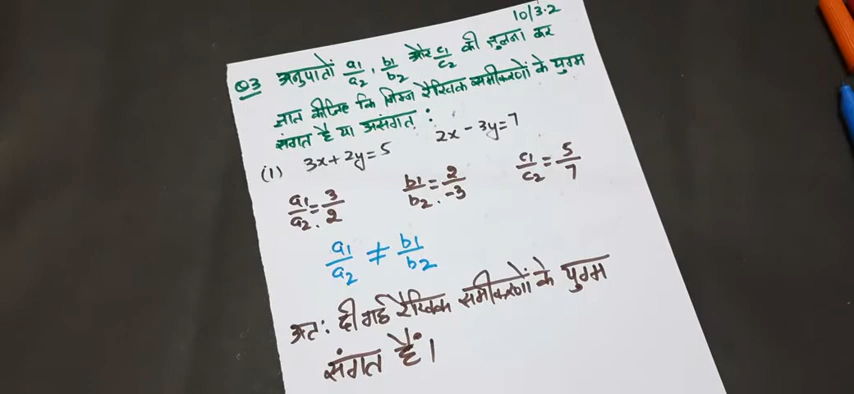 10/3.2
Q3 अनुपातों a1/a2, b1/b2 और c1/c2 की तुलना कर
ज्ञात कीजिए कि निम्न रैखिक समीकरणों के युग्म
संगत है या असंगत :
(1) 3x+2y=5 2x-3y=7
a1/a2=3/2 b1/b2=2/-3 c1/c2=5/7
a1/a2 ≠ b1/b2
अत: दी गई रैखिक समीकरणों के युग्म
संगत हैं।